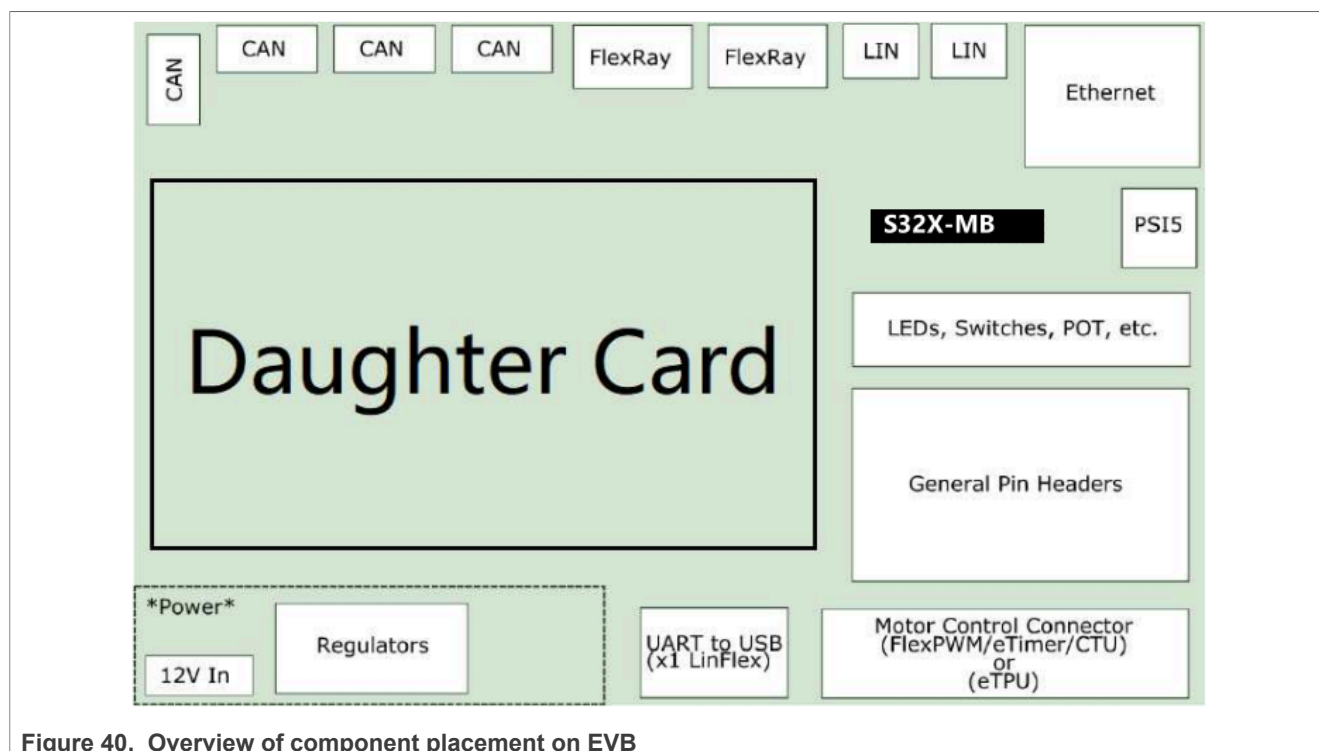 CAN
CAN
CAN
CAN
FlexRay
FlexRay
LIN
LIN
Ethernet
S32X-MB
PSI5
LEDs, Switches, POT, etc.
Daughter Card
General Pin Headers
*Power*
Regulators
12V In
UART to USB
(x1 LinFlex)
Motor Control Connector
(FlexPWM/eTimer/CTU)
or
(eTPU)
Figure 40. Overview of component placement on EVB